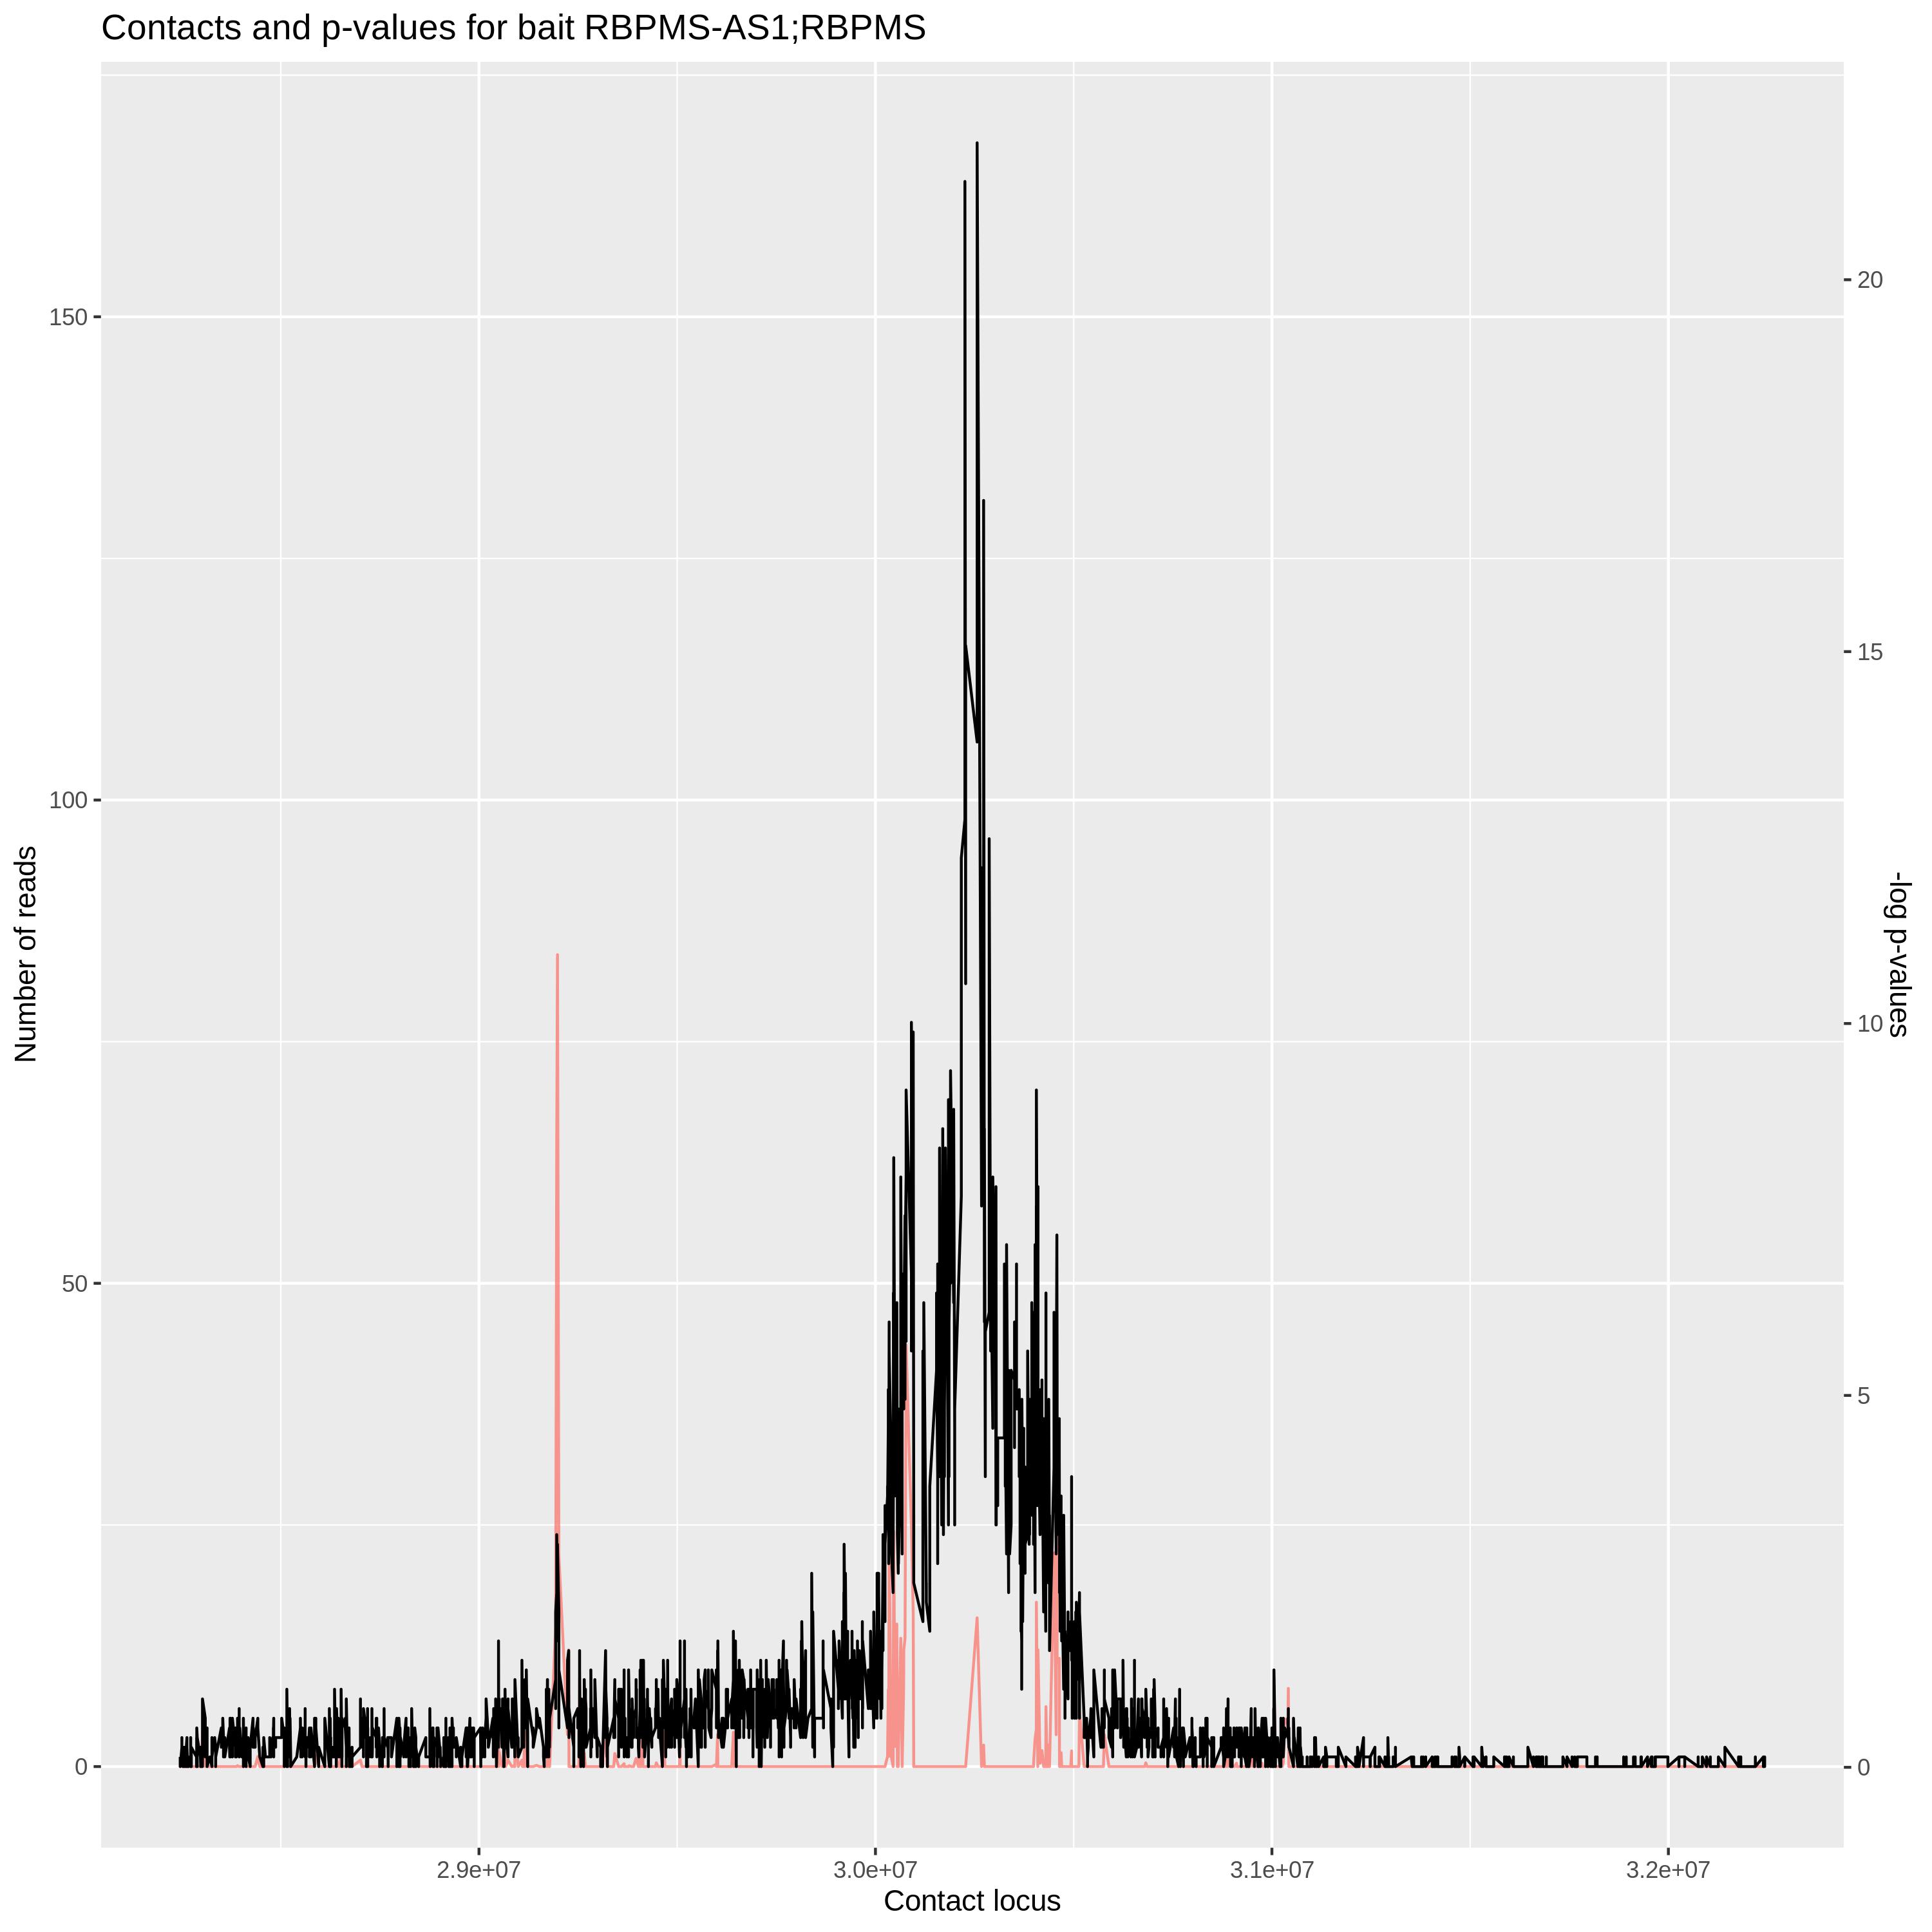 Contacts and p-values for bait RBPMS-AS1;RBPMS
150
100
50
0
Number of reads
20
15
10
5
0
-log p-values
2.9e+07
3.0e+07
3.1e+07
3.2e+07
Contact locus